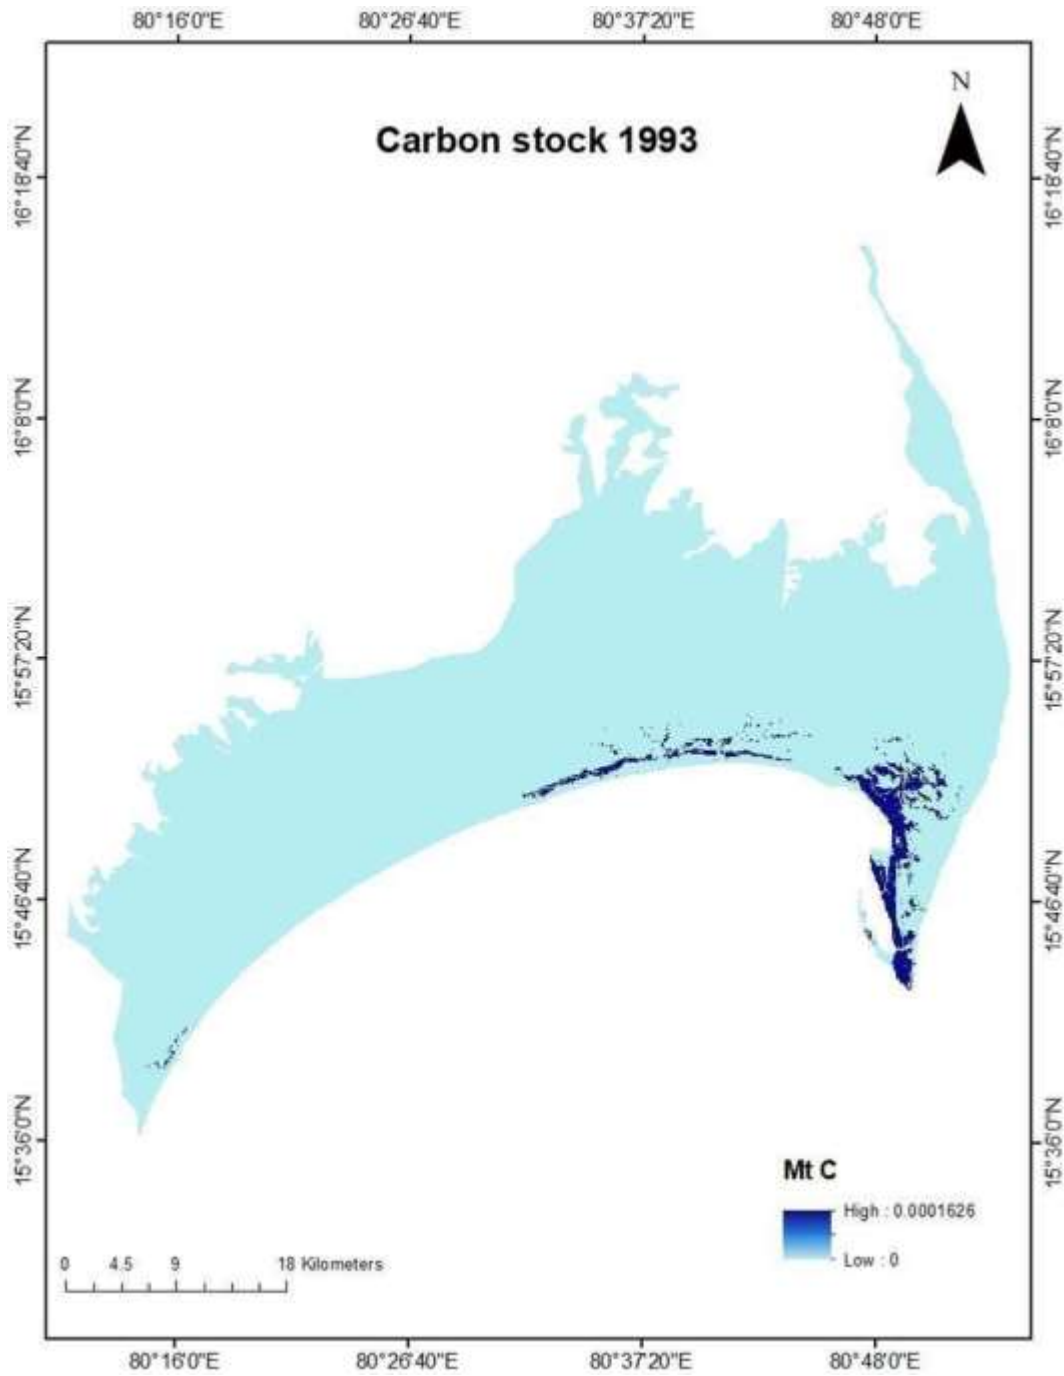 80°16'0"E 80°26'40"E 80°37'20"E 80°48'0"E
N
Carbon stock 1993
16°18'40"N 16°18'40"N
16°8'0"N 16°8'0"N
15°57'20"N 15°57'20"N
15°46'40"N 15°46'40"N
15°36'0"N 15°36'0"N
Mt C
High : 0.0001626
Low : 0
0 4.5 9 18 Kilometers
80°16'0"E 80°26'40"E 80°37'20"E 80°48'0"E